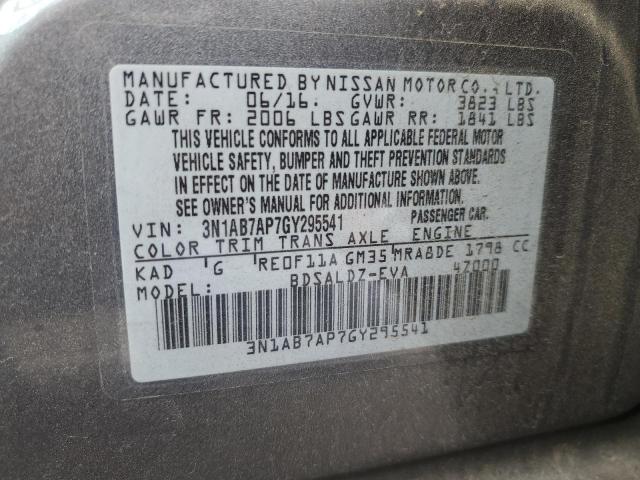 MANUFACTURED BY NISSAN MOTOR CO., LTD.
DATE: 06/16. GVWR: 3823 LBS
GAWR FR: 2006 LBS GAWR RR: 1841 LBS
THIS VEHICLE CONFORMS TO ALL APPLICABLE FEDERAL MOTOR
VEHICLE SAFETY, BUMPER AND THEFT PREVENTION STANDARDS
IN EFFECT ON THE DATE OF MANUFACTURE SHOWN ABOVE.
SEE OWNER MANUAL FOR ADDITIONAL INFORMATION.
VIN: 3N1AB7AP7GY295541 PASSENGER CAR.
COLOR TRIM TRANS AXLE ENGINE
KAD G RE0F11A GM35 MRA8DE 1798 CC
MODEL: BDSALDZ-EVA 4Z000
3N1AB7AP7GY295541